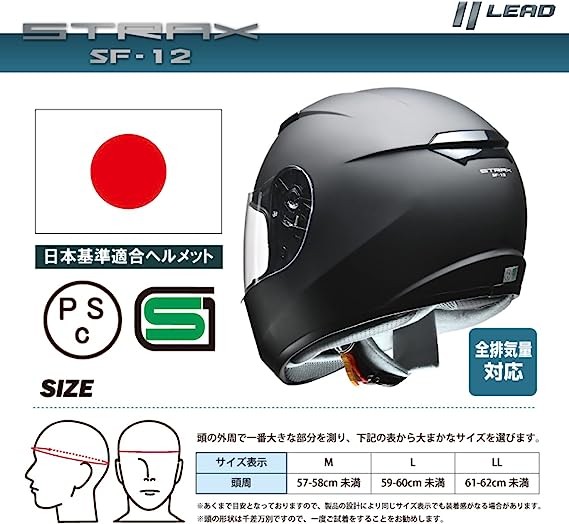 STRAX
SF-12
LEAD
STRAX
SF-12
日本基準適合ヘルメット
PS
c
SG
全排気量
対応
SIZE
頭の外周で一番大きな部分を測り、下記の表から大まかなサイズを選びます。
サイズ表示 M L LL
頭周 57-58cm 未満 59-60cm 未満 61-62cm 未満
※あくまで目安となっておりますので、製品の設計により同じサイズ表示でも装着感がなる場合があります。
※頭の形状は千差万別ですので、一度ご試着をすることをお勧めします。